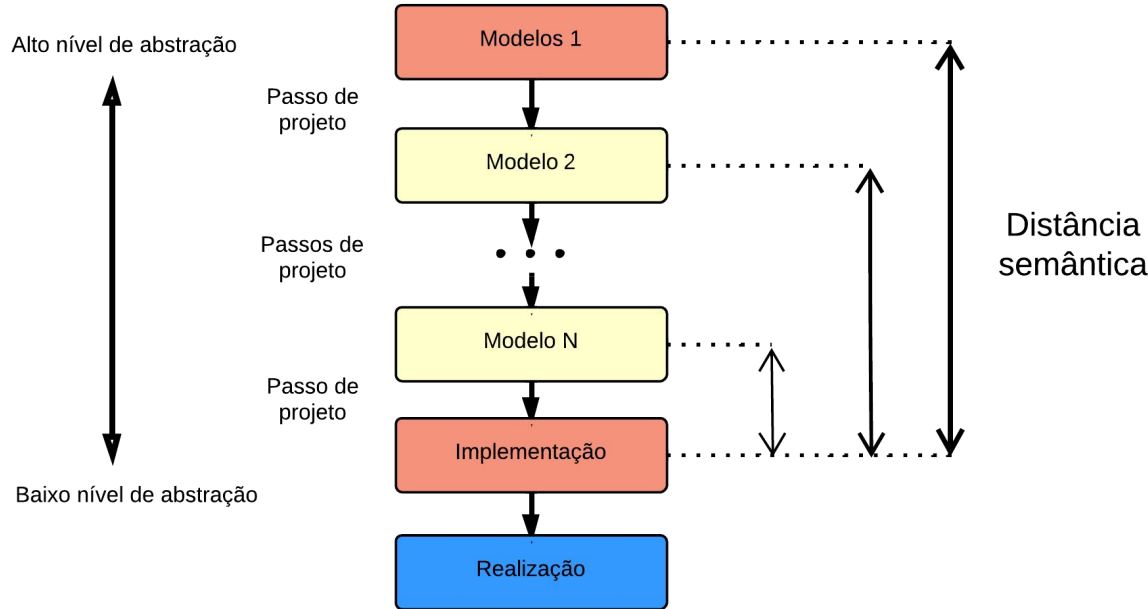 Modelos 1
Alto nível de abstração
Passo de
projeto
Modelo 2
Distância
semântica
Passos de
projeto
Modelo N
Passo de
projeto
Implementação
Baixo nível de abstração
Realização